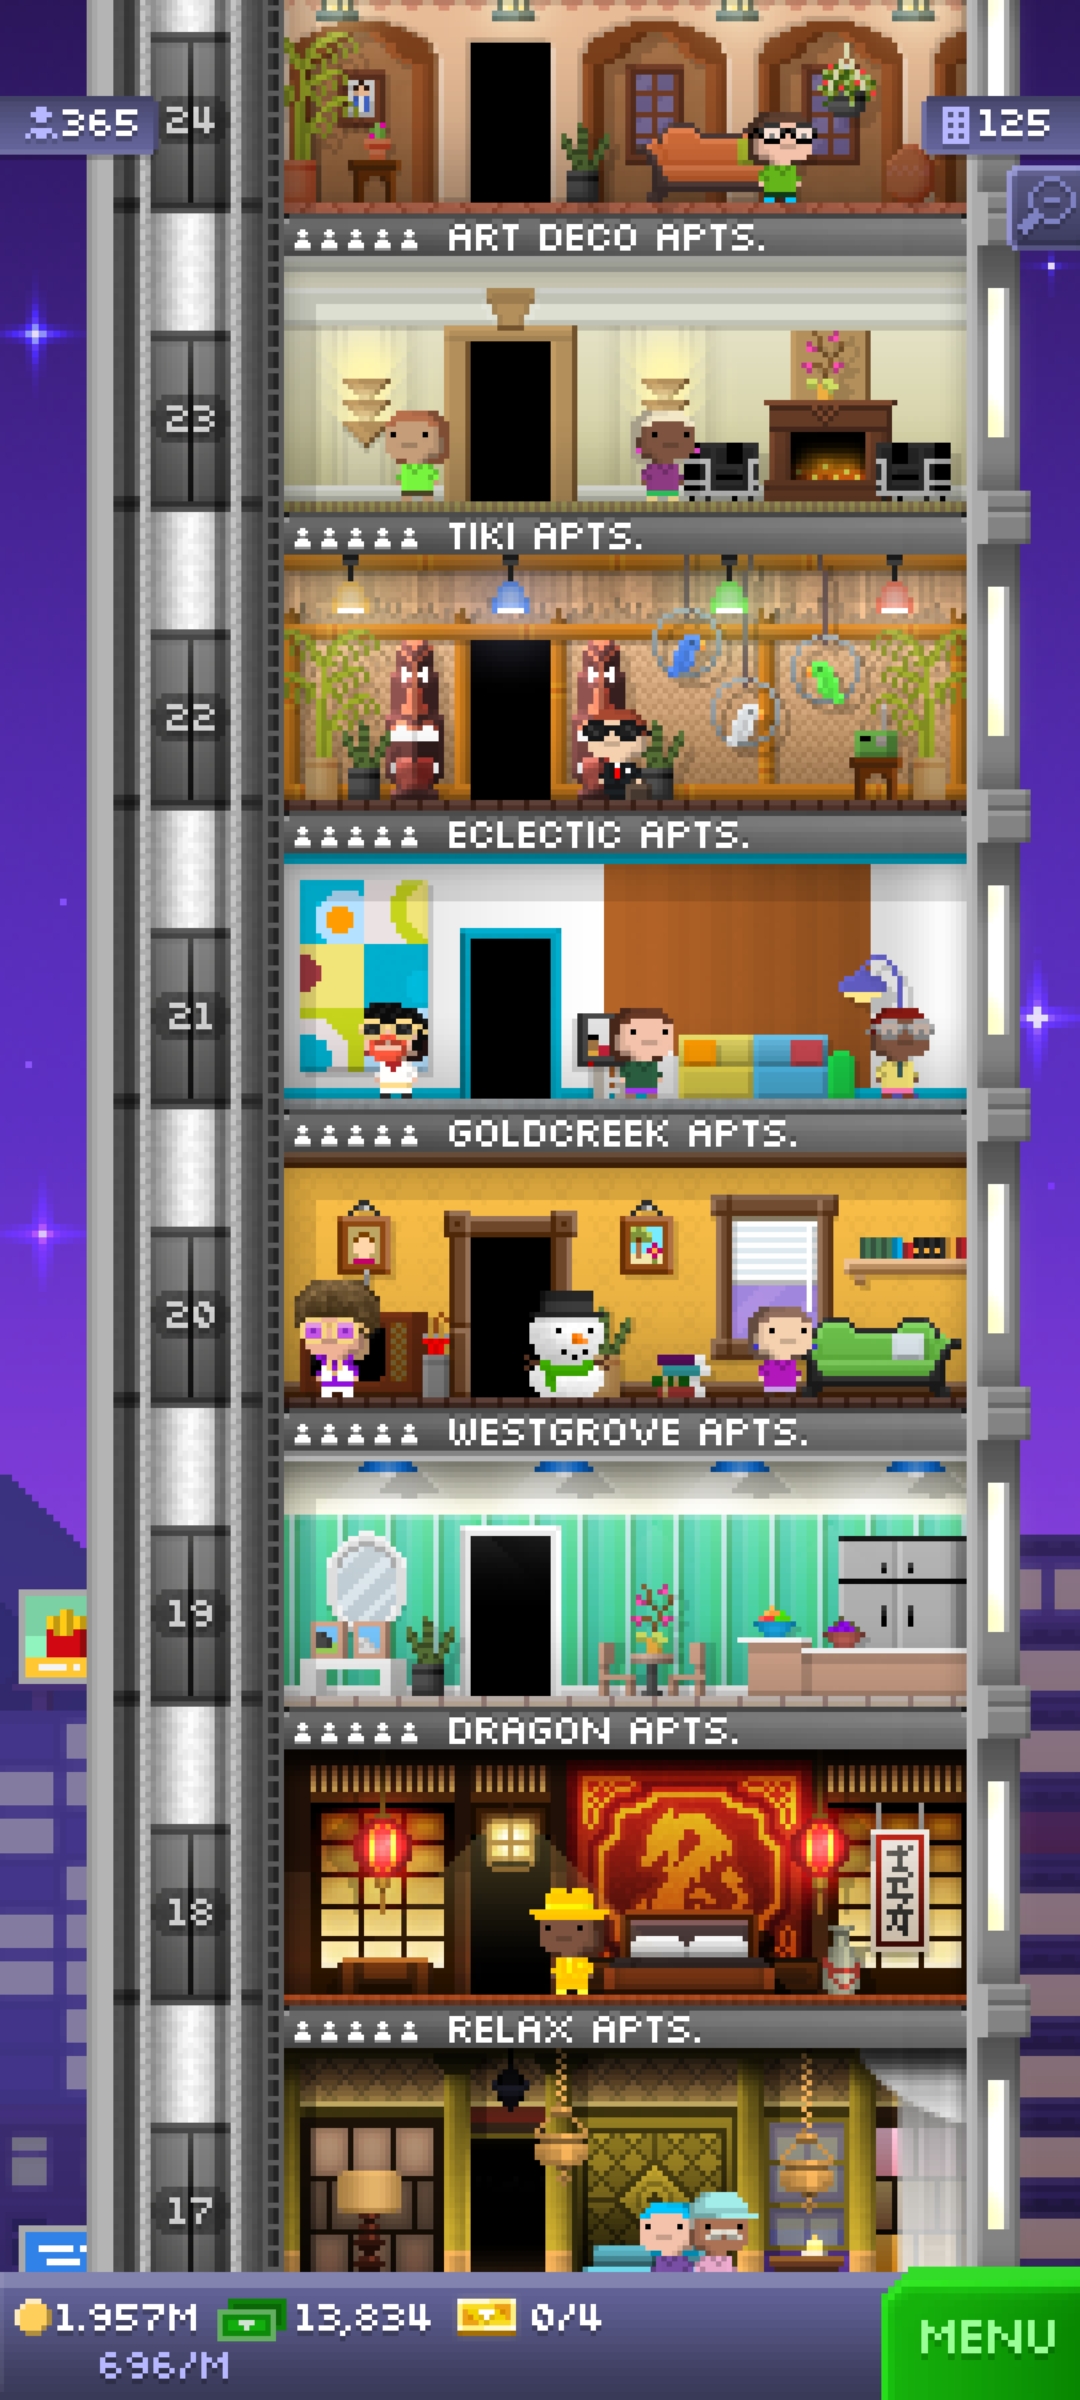 365
24
125
ART DECO APTS.
23
TIKI APTS.
22
ECLECTIC APTS.
21
GOLDCREEK APTS.
20
WESTGROVE APTS.
19
DRAGON APTS.
18
RELAX APTS.
17
1.957M 13,834 0/4
696/M
MENU